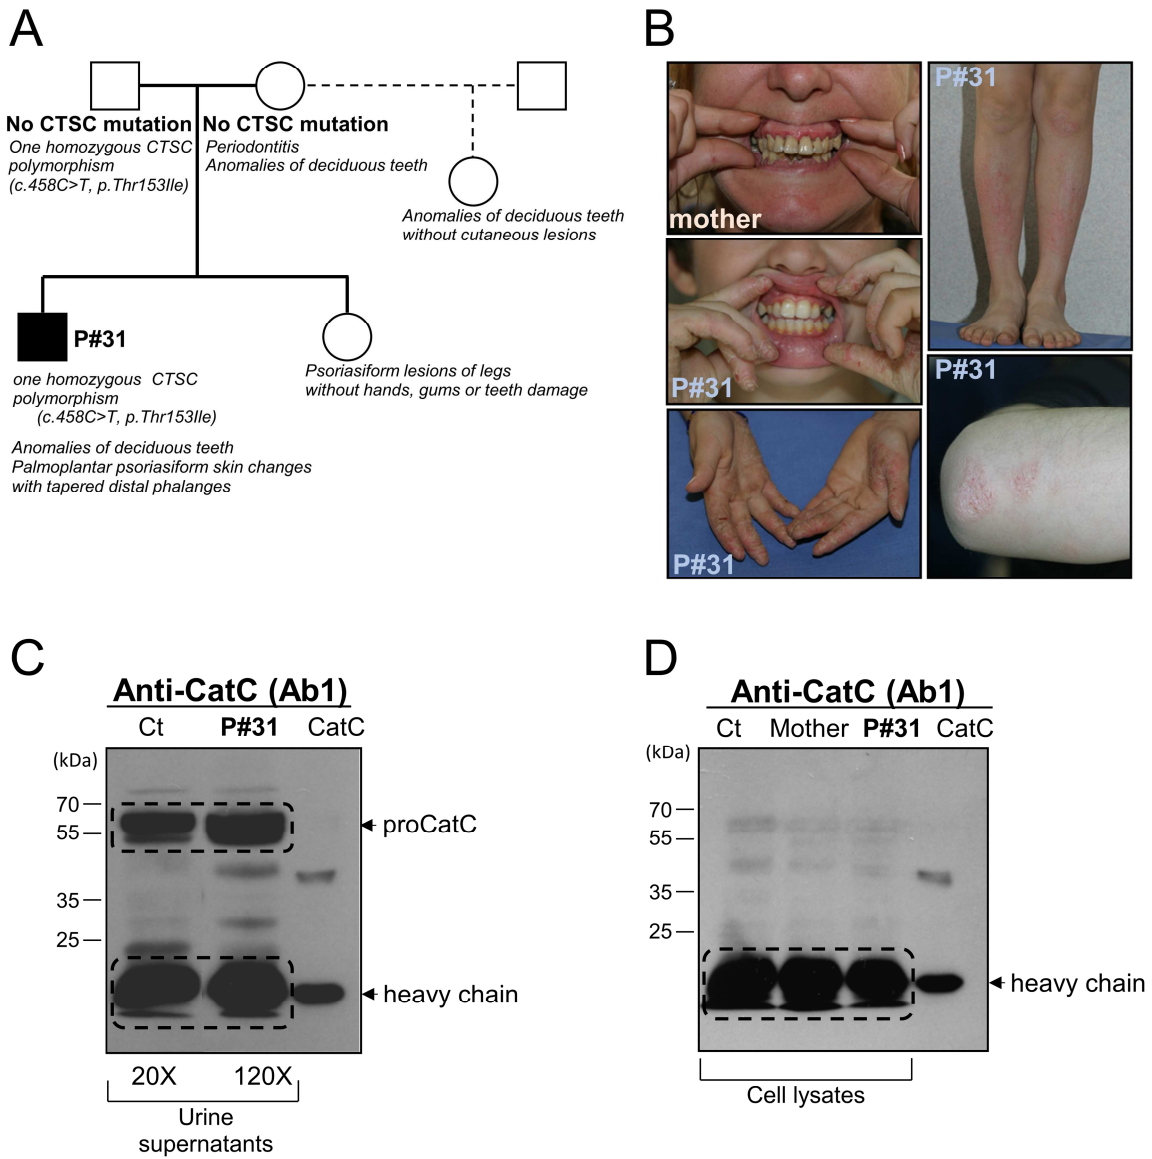 A
No CTSC mutation
One homozygous CTSC
polymorphism
(c.458C>T, p.Thr153Ile)
No CTSC mutation
Periodontitis
Anomalies of deciduous teeth
Anomalies of deciduous teeth
without cutaneous lesions
P#31
one homozygous CTSC
polymorphism
(c.458C>T, p.Thr153Ile)
Anomalies of deciduous teeth
Palmoplantar psoriasiform skin changes
with tapered distal phalanges
Psoriasiform lesions of legs
without hands, gums or teeth damage
B
mother
P#31
P#31
P#31
P#31
C
Anti-CatC (Ab1)
Ct P#31 CatC
(kDa)
70
55
35
25
proCatC
heavy chain
20X 120X
Urine
supernatants
D
Anti-CatC (Ab1)
Ct Mother P#31 CatC
(kDa)
70
55
35
25
heavy chain
Cell lysates